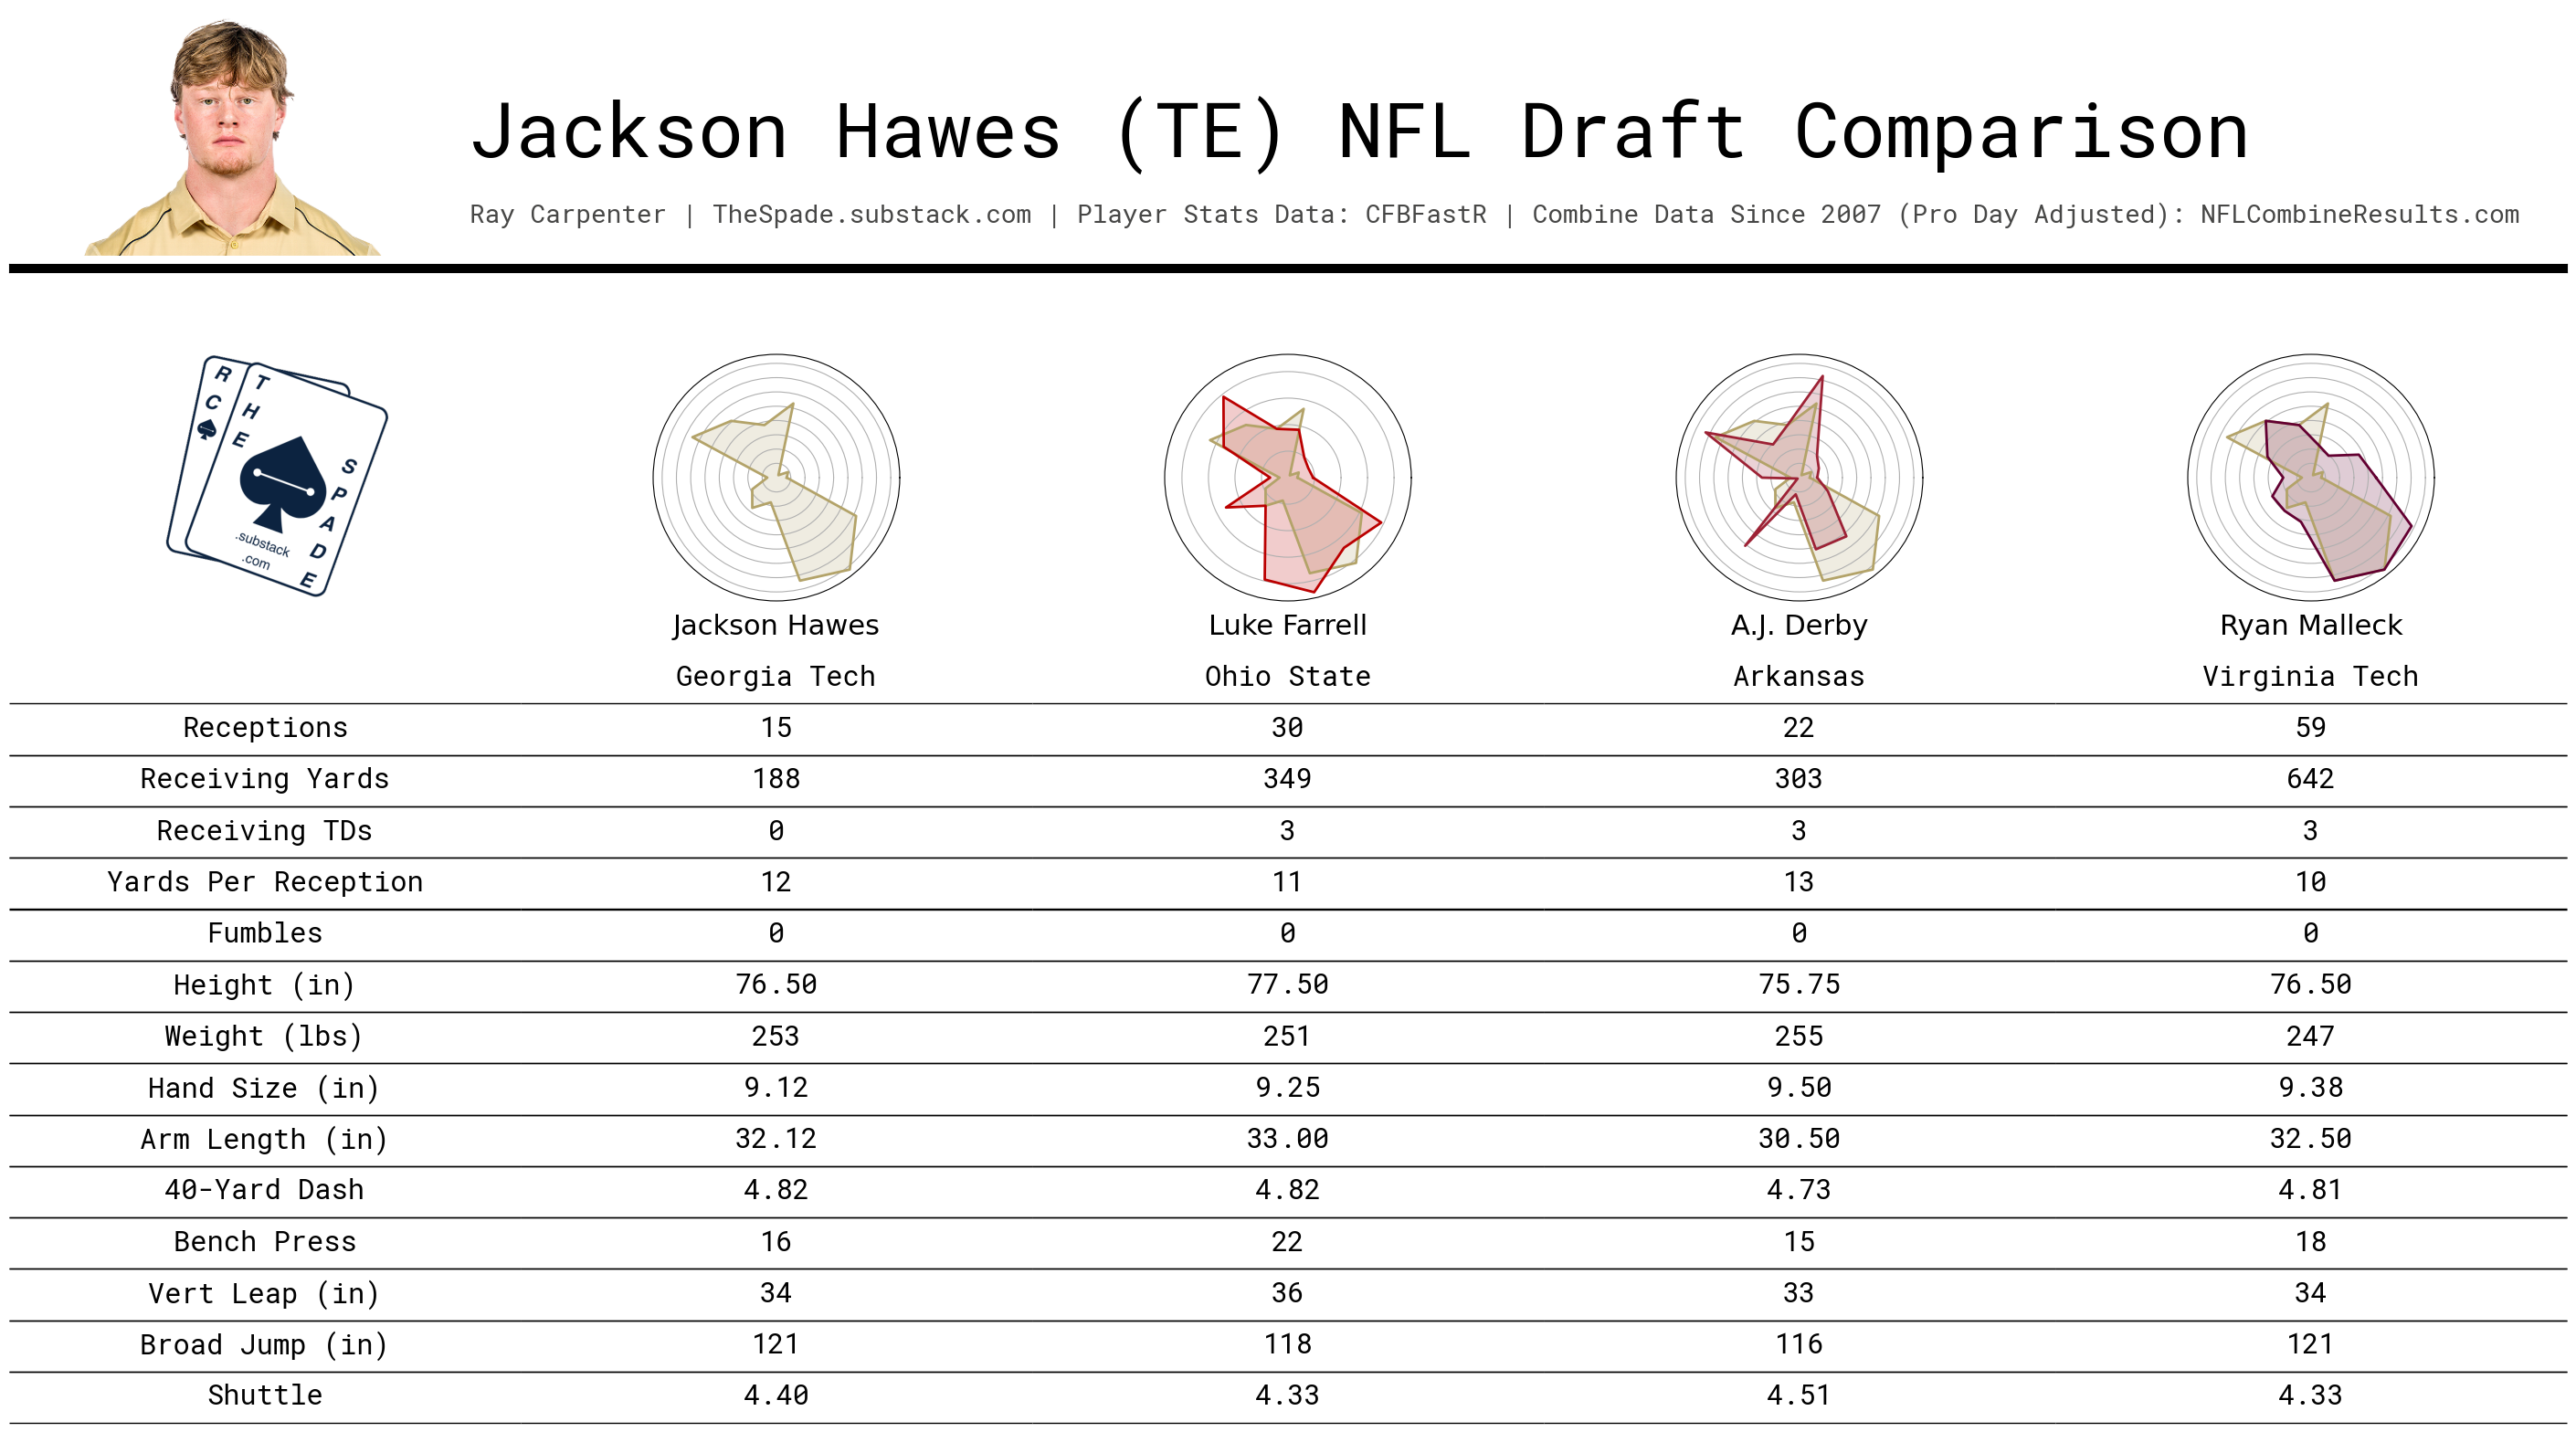 Jackson Hawes (TE) NFL Draft Comparison
Ray Carpenter | TheSpade.substack.com | Player Stats Data: CFBFastR | Combine Data Since 2007 (Pro Day Adjusted): NFLCombineResults.com
RC
THE
SPADE
.substack
.com
Jackson Hawes Luke Farrell A.J. Derby Ryan Malleck
Georgia Tech Ohio State Arkansas Virginia Tech
Receptions 15 30 22 59
Receiving Yards 188 349 303 642
Receiving TDs 0 3 3 3
Yards Per Reception 12 11 13 10
Fumbles 0 0 0 0
Height (in) 76.50 77.50 75.75 76.50
Weight (lbs) 253 251 255 247
Hand Size (in) 9.12 9.25 9.50 9.38
Arm Length (in) 32.12 33.00 30.50 32.50
40-Yard Dash 4.82 4.82 4.73 4.81
Bench Press 16 22 15 18
Vert Leap (in) 34 36 33 34
Broad Jump (in) 121 118 116 121
Shuttle 4.40 4.33 4.51 4.33